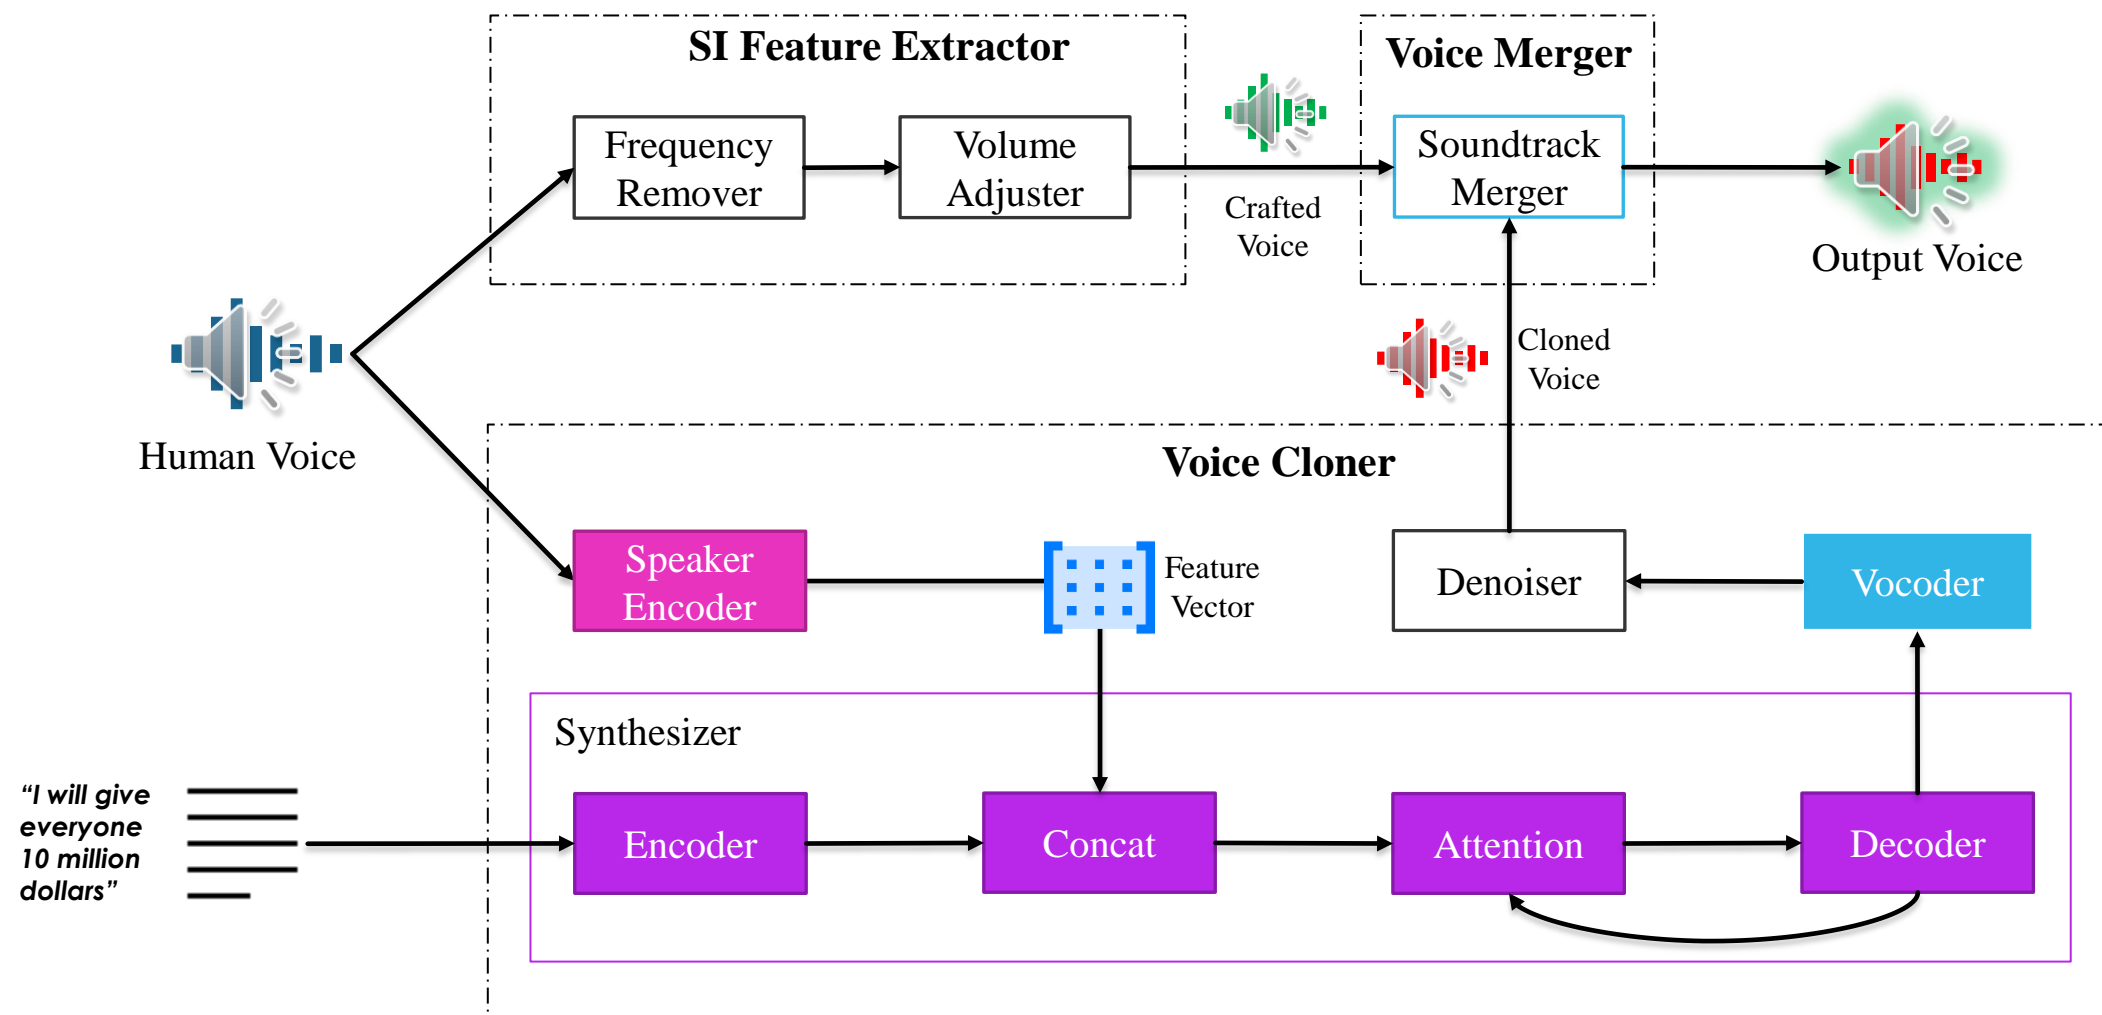 SI Feature Extractor
Voice Merger
Frequency
Remover
Volume
Adjuster
Crafted
Voice
Soundtrack
Merger
Output Voice
Human Voice
Cloned
Voice
Voice Cloner
Speaker
Encoder
Feature
Vector
Denoiser
Vocoder
Synthesizer
“I will give
everyone
10 million
dollars”
Encoder
Concat
Attention
Decoder